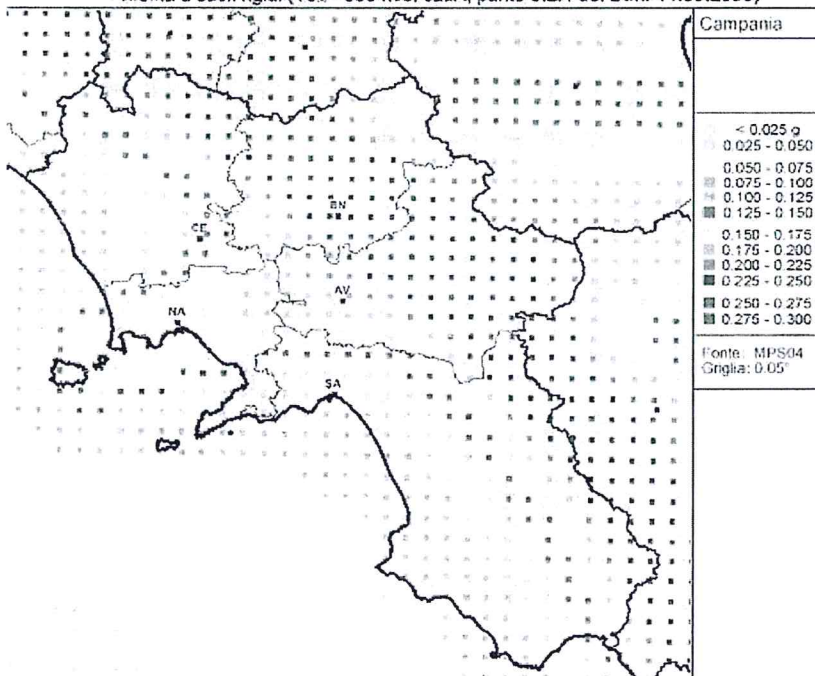 Campania
< 0.025 g
0.025 - 0.050
0.050 - 0.075
0.075 - 0.100
0.100 - 0.125
0.125 - 0.150
0.150 - 0.175
0.175 - 0.200
0.200 - 0.225
0.225 - 0.250
0.250 - 0.275
0.275 - 0.300
Fonte: MPS04
Griglia: 0.05°
BN
CE
AV
NA
SA